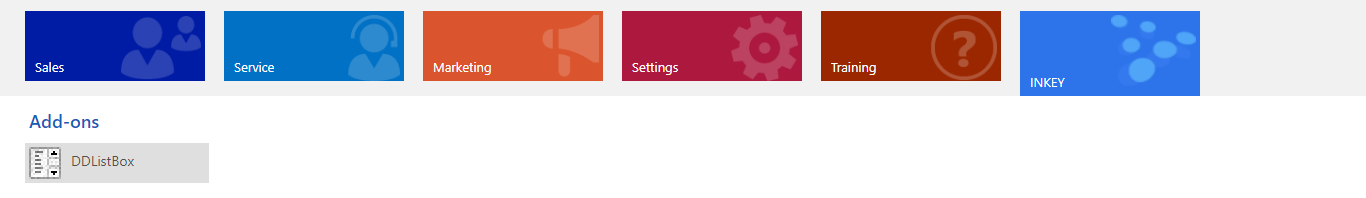 Sales
Service
Marketing
Settings
Training
INKEY
Add-ons
DDListBox